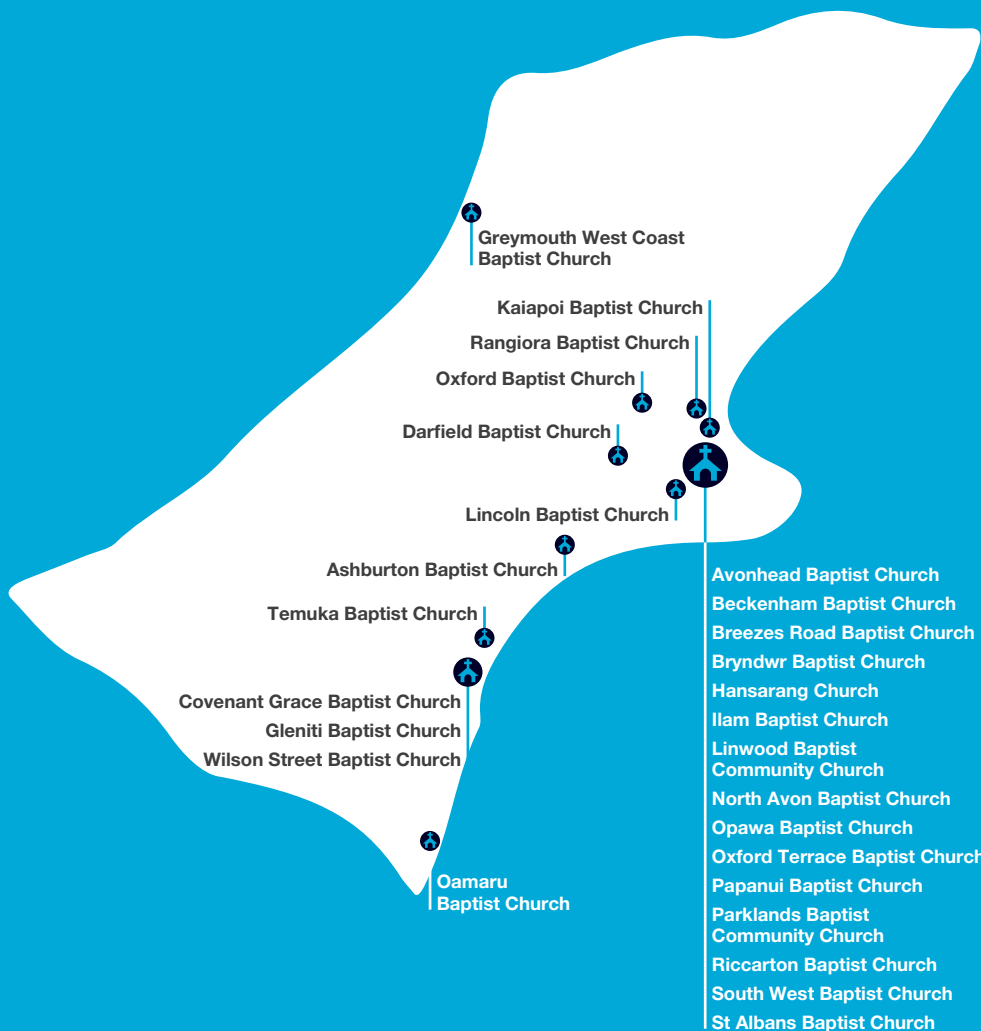 Greymouth West Coast
Baptist Church
Kaiapoi Baptist Church
Rangiora Baptist Church
Oxford Baptist Church
Darfield Baptist Church
Lincoln Baptist Church
Ashburton Baptist Church
Temuka Baptist Church
Covenant Grace Baptist Church
Gleniti Baptist Church
Wilson Street Baptist Church
Oamaru
Baptist Church
Avonhead Baptist Church
Beckenham Baptist Church
Breezes Road Baptist Church
Bryndwr Baptist Church
Hansarang Church
Ilam Baptist Church
Linwood Baptist
Community Church
North Avon Baptist Church
Opawa Baptist Church
Oxford Terrace Baptist Church
Papanui Baptist Church
Parklands Baptist
Community Church
Riccarton Baptist Church
South West Baptist Church
St Albans Baptist Church